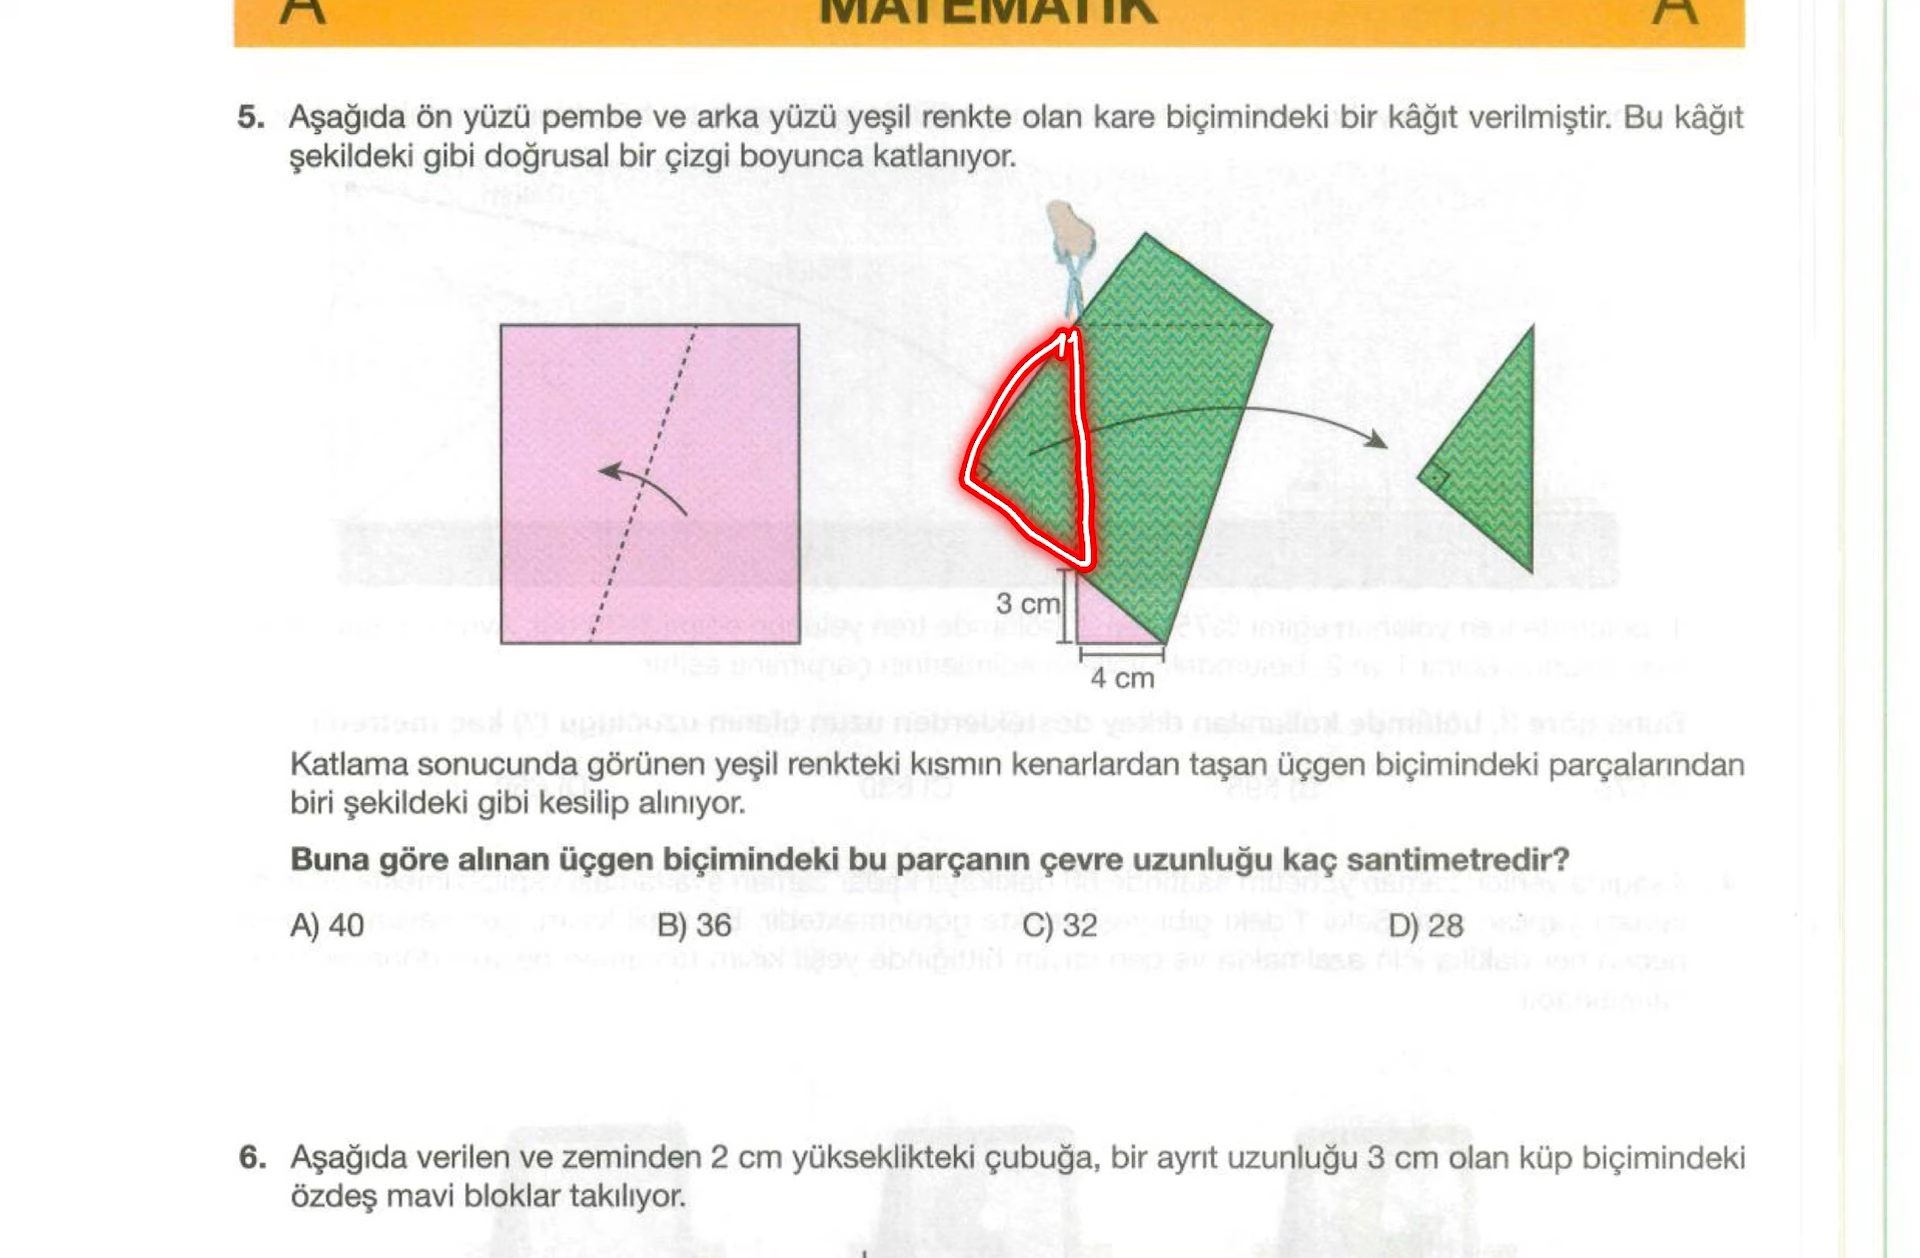 A MATEMATİK A
5. Aşağıda ön yüzü pembe ve arka yüzü yeşil renkte olan kare biçimindeki bir kâğıt verilmiştir. Bu kâğıt
şekildeki gibi doğrusal bir çizgi boyunca katlanıyor.
3 cm
4 cm
Katlama sonucunda görünen yeşil renkteki kısmın kenarlardan taşan üçgen biçimindeki parçalarından
biri şekildeki gibi kesilip alınıyor.
Buna göre alınan üçgen biçimindeki bu parçanın çevre uzunluğu kaç santimetredir?
A) 40 B) 36 C) 32 D) 28
6. Aşağıda verilen ve zeminden 2 cm yükseklikteki çubuğa, bir ayrıt uzunluğu 3 cm olan küp biçimindeki
özdeş mavi bloklar takılıyor.